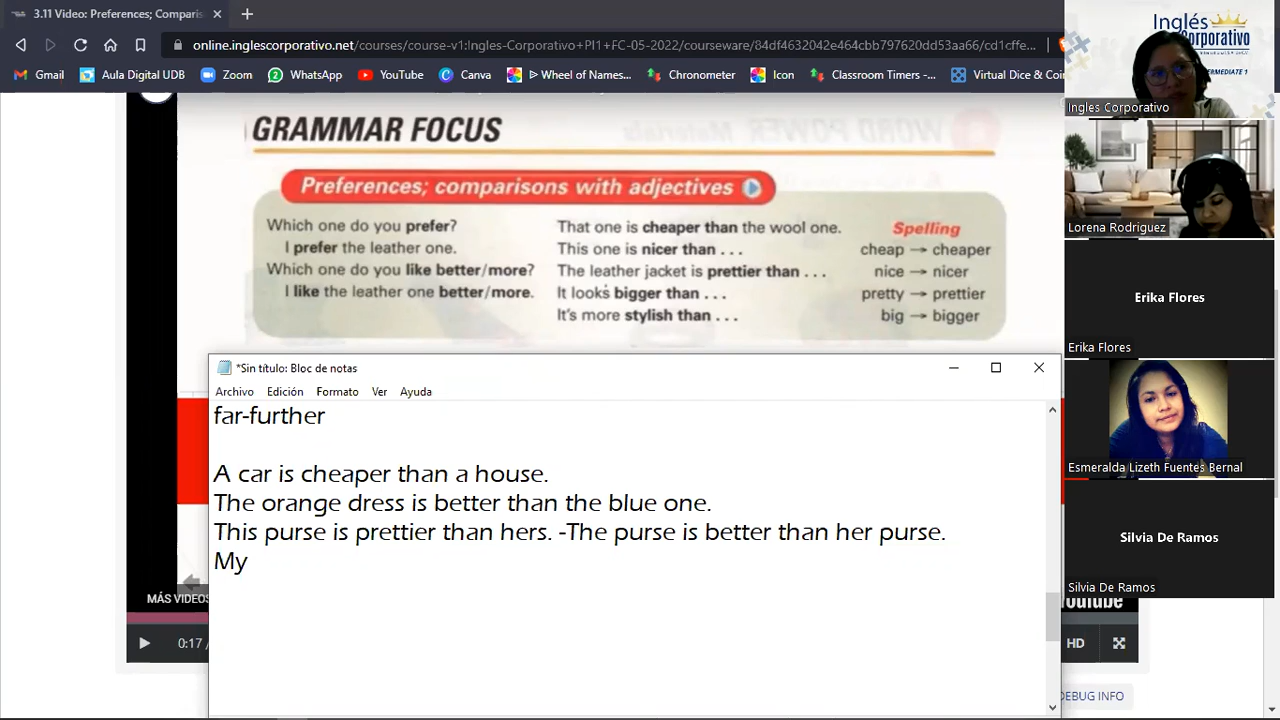 3.11 Video: Preferences; Comparis
online.inglescorporativo.net/courses/course-v1:Ingles-Corporativo+PI1+FC-05-2022/courseware/84df4632042e464cbb797620d153aa66/cd1cffe...
Gmail
Aula Digital UDB
Zoom
WhatsApp
YouTube
Canva
ᐅ Wheel of Names...
Chronometer
Icon
Classroom Timers -...
Virtual Dice & Coi
GRAMMAR FOCUS
Preferences; comparisons with adjectives
Which one do you prefer?
I prefer the leather one.
Which one do you like better/more?
I like the leather one better/more.
That one is cheaper than the wool one.
This one is nicer than . . .
The leather jacket is prettier than . . .
It looks bigger than . . .
It's more stylish than . . .
Spelling
cheap → cheaper
nice → nicer
pretty → prettier
big → bigger
*Sin título: Bloc de notas
Archivo Edición Formato Ver Ayuda
far-further
A car is cheaper than a house.
The orange dress is better than the blue one.
This purse is prettier than hers. -The purse is better than her purse.
My
MÁS VIDEOS
0:17 /
YouTube
HD
DEBUG INFO
Inglés
Corporativo
INTERMEDIATE 1
Ingles Corporativo
Lorena Rodriguez
Erika Flores
Erika Flores
Esmeralda Lizeth Fuentes Bernal
Silvia De Ramos
Silvia De Ramos